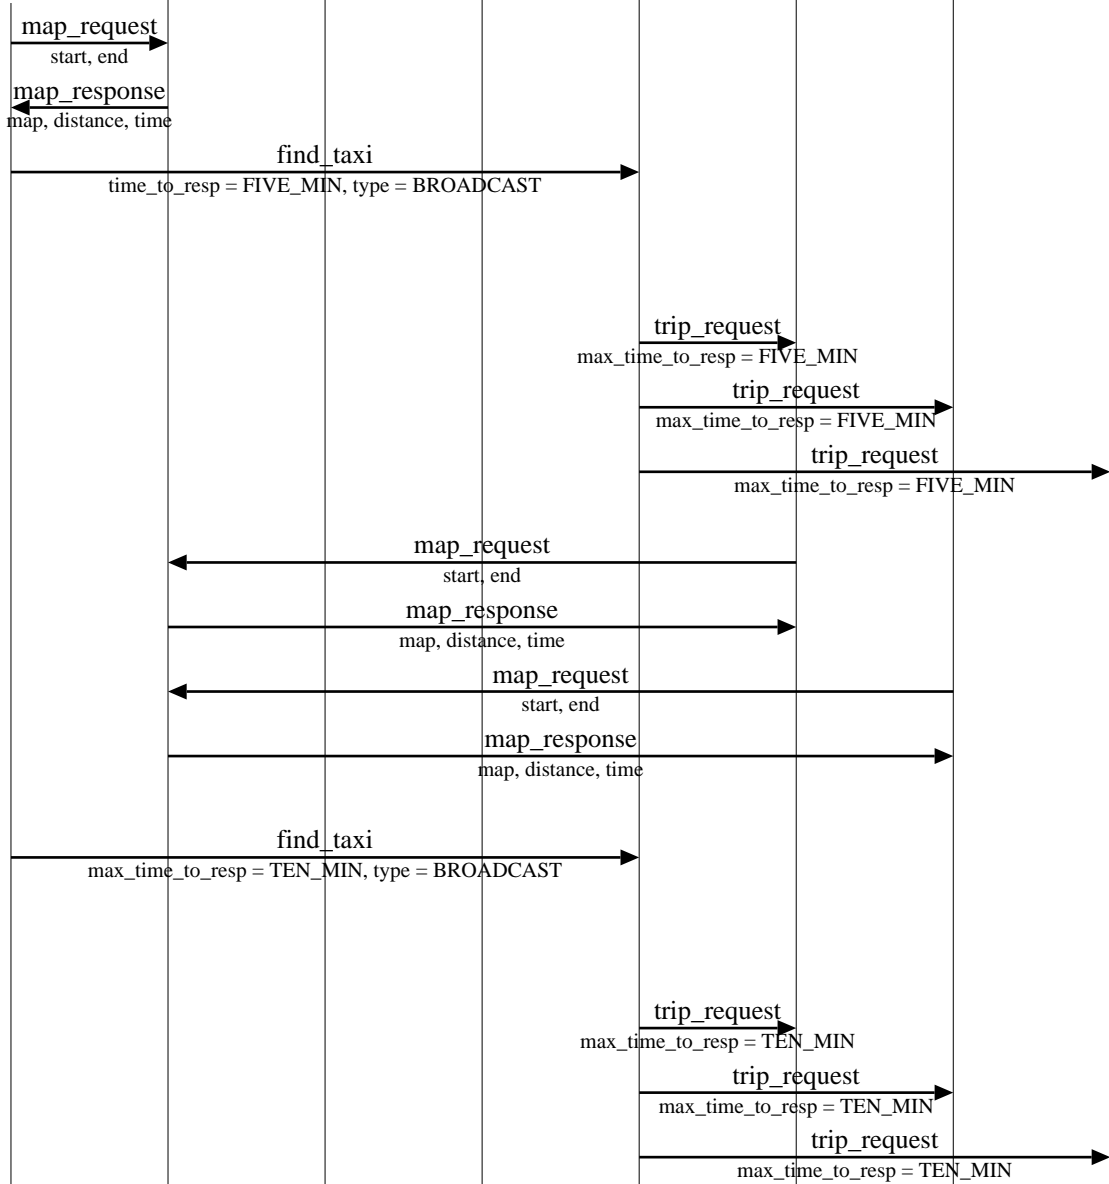 map_request
start, end
map_response
map, distance, time
find_taxi
time_to_resp = FIVE_MIN, type = BROADCAST
trip_request
max_time_to_resp = FIVE_MIN
trip_request
max_time_to_resp = FIVE_MIN
trip_request
max_time_to_resp = FIVE_MIN
map_request
start, end
map_response
map, distance, time
map_request
start, end
map_response
map, distance, time
find_taxi
max_time_to_resp = TEN_MIN, type = BROADCAST
trip_request
max_time_to_resp = TEN_MIN
trip_request
max_time_to_resp = TEN_MIN
trip_request
max_time_to_resp = TEN_MIN